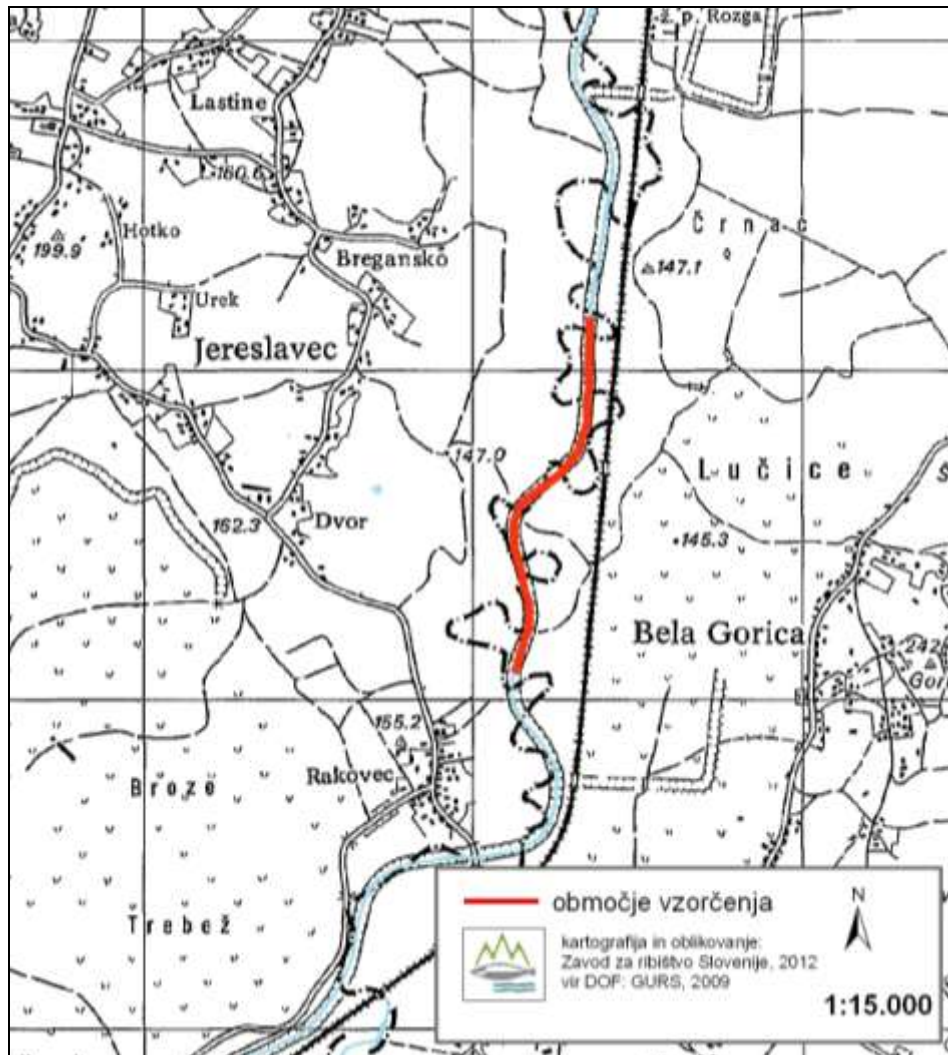 ž. p. Rozga
Lastine
160.6
Črnac
Hotko
199.9
Bregansko
147.1
Urek
Jereslavec
147.0
Lučice
S
162.3
Dvor
145.3
Bela Gorica
242
Gor
155.2
Rakovec
Broze
Trebež
območje vzorčenja
N
kartografija in oblikovanje:
Zavod za ribištvo Slovenije, 2012
vir DOF: GURS, 2009
1:15.000